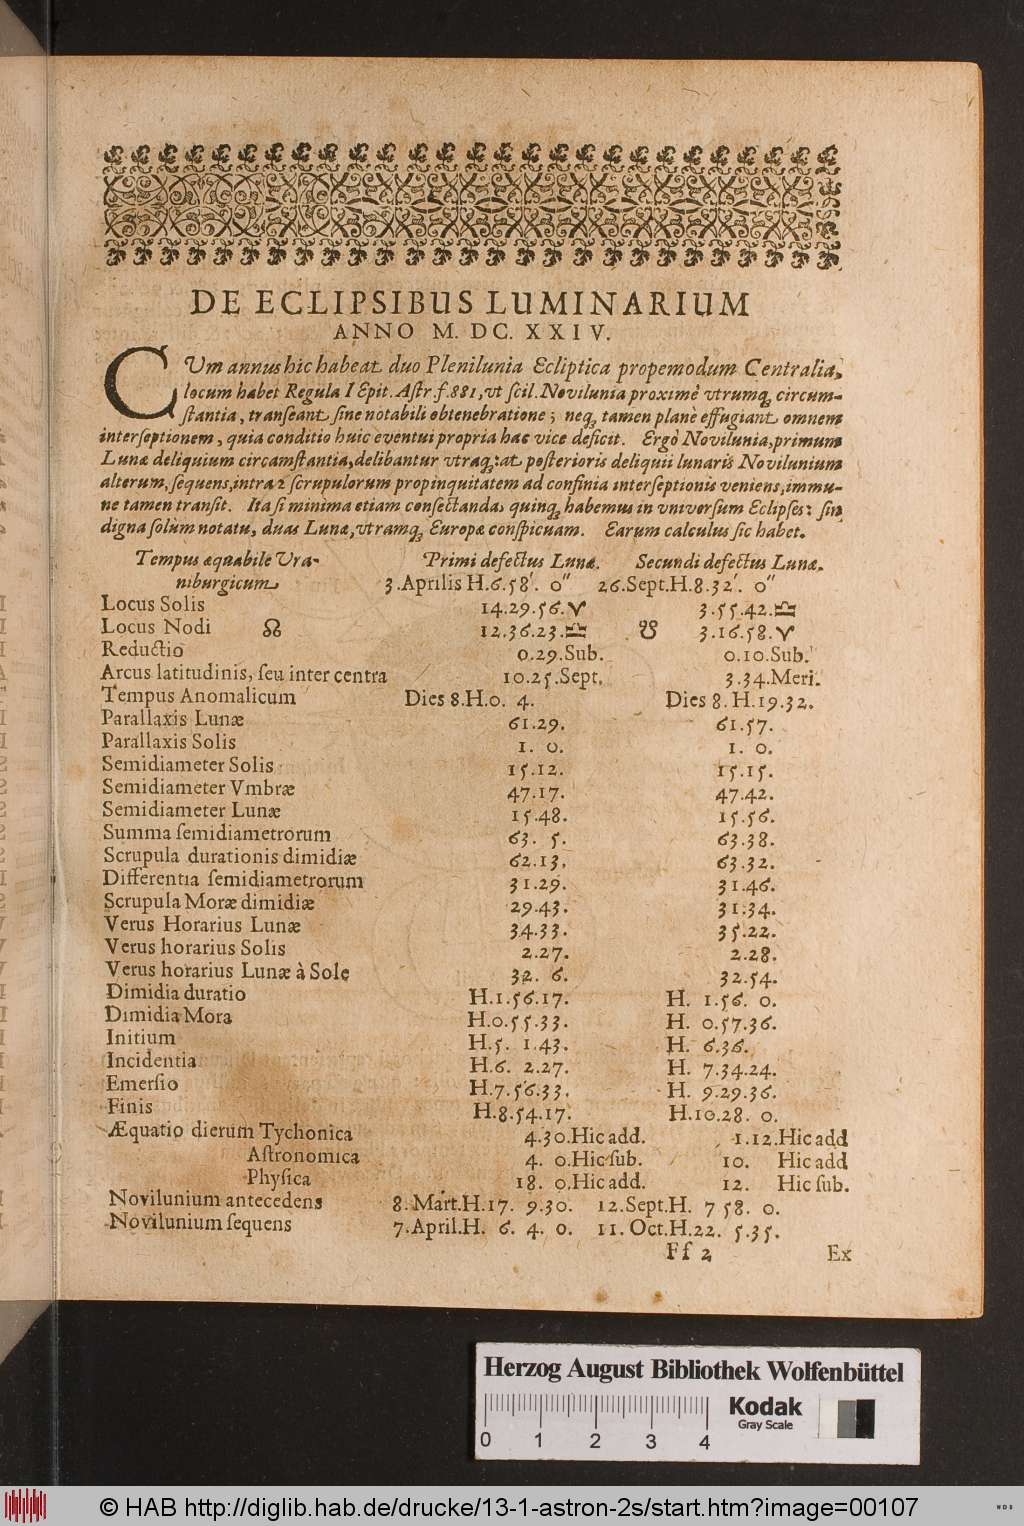 DE ECLIPSIBUS LUMINARIUM
ANNO M. DC. XXIV.
CUm annus hic habeat duo Plenilunia Ecliptica propemodum Centralia,
locum habet Regula I Epit. Astr f. 881, vt scil. Novilunia proximè vtrumq; circum-
stantia, transeant sine notabili obtenebratione; neq; tamen planè effugiant omnem
interseptionem, quia conditio huic eventui propria hac vice deficit. Ergò Novilunia, primum
Lunæ deliquium circumstantia, delibantur vtraq;: at posterioris deliquii lunaris Novilunium
alterum, sequens, intra 2 scrupulorum propinquitatem ad confinia interseptionis veniens, immu-
ne tamen transit. Ita si minima etiam consectanda, quinq; habemus in vniversum Eclipses: sin
digna solùm notatu, duas Lunæ, vtramq; Europæ conspicuam. Earum calculus sic habet.
Tempus æquabile Vra- Primi defectus Lunæ. Secundi defectus Lunæ.
niburgicum 3. Aprilis H. 6. 58'. 0'' 26. Sept. H. 8. 32'. 0''
Locus Solis 14. 29. 56. ♈ 3. 55. 42. ♎
Locus Nodi ☊ 12. 36. 23. ♎ ☋ 3. 16. 58. ♈
Reductio 0. 29. Sub. 0. 10. Sub.
Arcus latitudinis, seu inter centra 10. 25. Sept. 3. 34. Meri.
Tempus Anomalicum Dies 8. H. 0. 4. Dies 8. H. 19. 32.
Parallaxis Lunæ 61. 29. 61. 57.
Parallaxis Solis 1. 0. 1. 0.
Semidiameter Solis 15. 12. 15. 15.
Semidiameter Vmbræ 47. 17. 47. 42.
Semidiameter Lunæ 15. 48. 15. 56.
Summa semidiametrorum 63. 5. 63. 38.
Scrupula durationis dimidiæ 62. 13. 63. 32.
Differentia semidiametrorum 31. 29. 31. 46.
Scrupula Moræ dimidiæ 29. 43. 31. 34.
Verus Horarius Lunæ 34. 33. 35. 22.
Verus horarius Solis 2. 27. 2. 28.
Verus horarius Lunæ à Sole 32. 6. 32. 54.
Dimidia duratio H. 1. 56. 17. H. 1. 56. 0.
Dimidia Mora H. 0. 55. 33. H. 0. 57. 36.
Initium H. 5. 1. 43. H. 6. 36.
Incidentia H. 6. 2. 27. H. 7. 34. 24.
Emersio H. 7. 56. 33. H. 9. 29. 36.
Finis H. 8. 54. 17. H. 10. 28. 0.
Æquatio dierum Tychonica 4. 30. Hic add. 1. 12. Hic add
Astronomica 4. 0. Hic sub. 10. Hic add
Physica 18. 0. Hic add. 12. Hic sub.
Novilunium antecedens 8. Mart. H. 17. 9. 30. 12. Sept. H. 7 58. 0.
Novilunium sequens 7. April. H. 6. 4. 0. 11. Oct. H. 22. 5. 35.
Ff 2 Ex
Herzog August Bibliothek Wolfenbüttel
Kodak
Gray Scale
0 1 2 3 4
© HAB http://diglib.hab.de/drucke/13-1-astron-2s/start.htm?image=00107